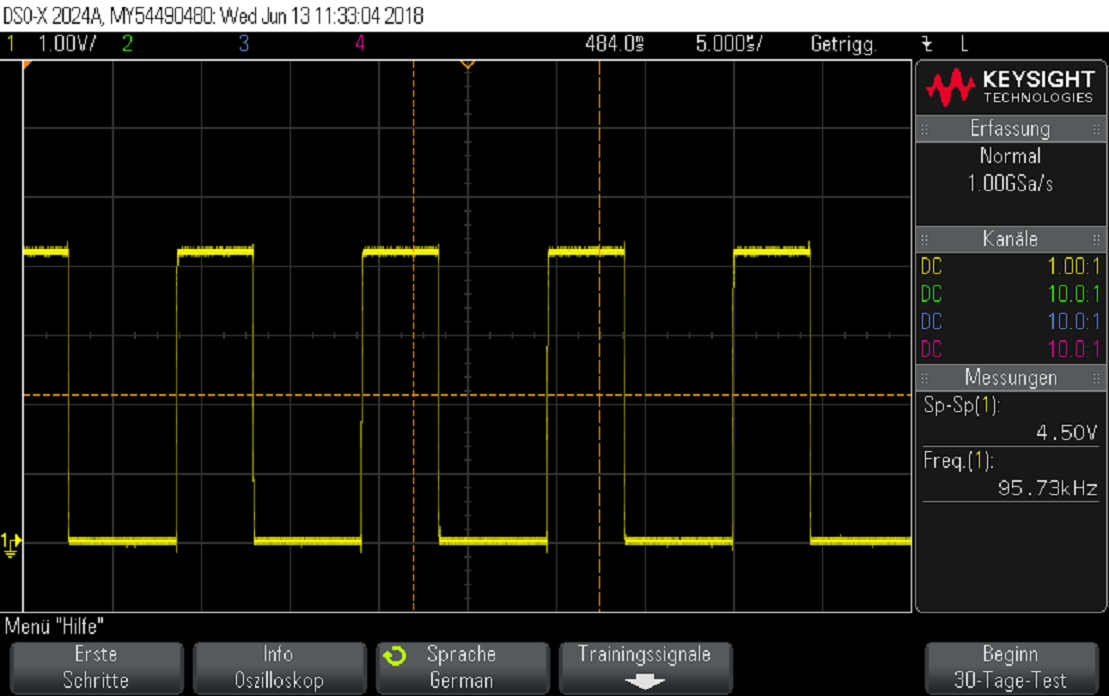 DSO-X 2024A, MY54490480: Wed Jun 13 11:33:04 2018
1 1.00V/ 2 3 4 484.0ms 5.000us/ Getrigg. L
KEYSIGHT
TECHNOLOGIES
Erfassung
Normal
1.00GSa/s
Kanäle
DC 1.00:1
DC 10.0:1
DC 10.0:1
DC 10.0:1
Messungen
Sp-Sp(1):
4.50V
Freq.(1):
95.73kHz
1
Menü "Hilfe"
Erste
Schritte
Info
Oszilloskop
Sprache
German
Trainingssignale
Beginn
30-Tage-Test